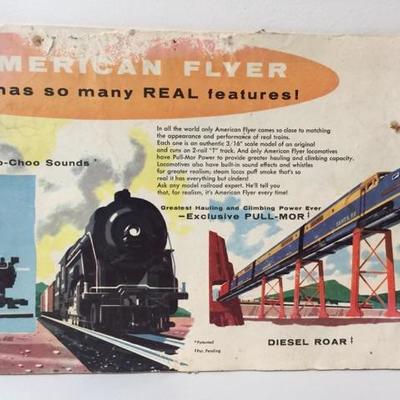 MERICAN FLYER
has so many REAL features!
In all the world only American Flyer comes so close to matching
the appearance and performance of real trains.
Each one is an authentic 3/16" scale model of an original
and runs on 2-rail "T" track. And only American Flyer locomotives
have Pull-Mor Power to provide greater hauling and climbing capacity.
Locomotives also have built-in sound effects and whistles
for greater realism; steam locos puff smoke that's so
real it has everything but cinders!
Ask any model railroad expert. He'll tell you
that, for realism, it's American Flyer every time!
o-Choo Sounds *
Greatest Hauling and Climbing Power Ever
—Exclusive PULL-MOR‡
SANTA FE
*Patented
‡Pat. Pending
DIESEL ROAR ‡